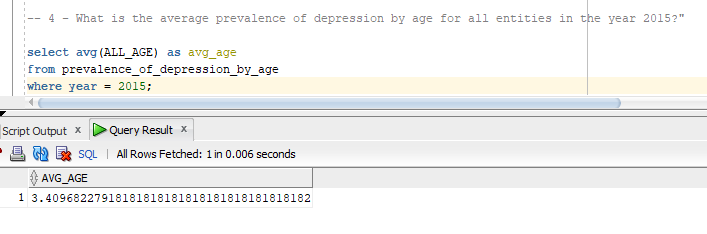 -- 4 - What is the average prevalence of depression by age for all entities in the year 2015?"
select avg(ALL_AGE) as avg_age
from prevalence_of_depression_by_age
where year = 2015;
Script Output x Query Result x
SQL | All Rows Fetched: 1 in 0.006 seconds
AVG_AGE
1 3.40968227918181818181818181818181818182